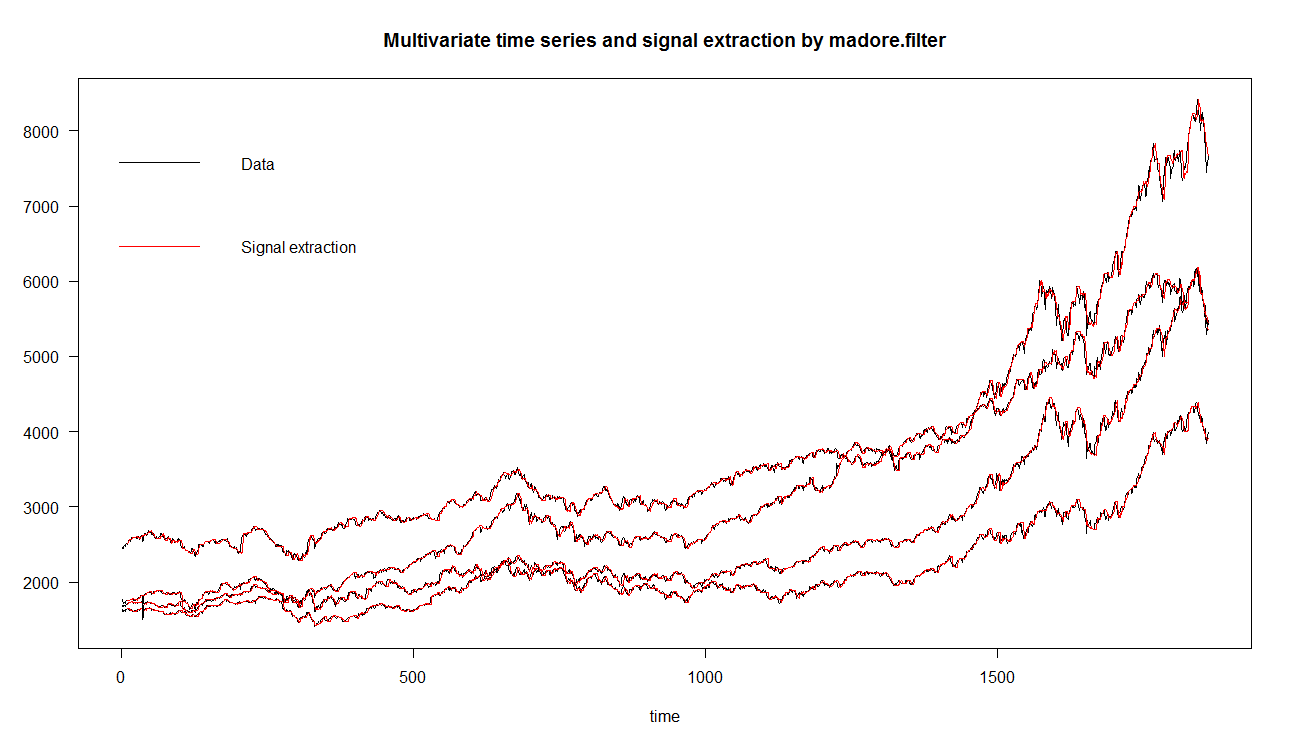 Multivariate time series and signal extraction by madore.filter
8000
7000
6000
5000
4000
3000
2000
Data
Signal extraction
0 500 1000 1500
time